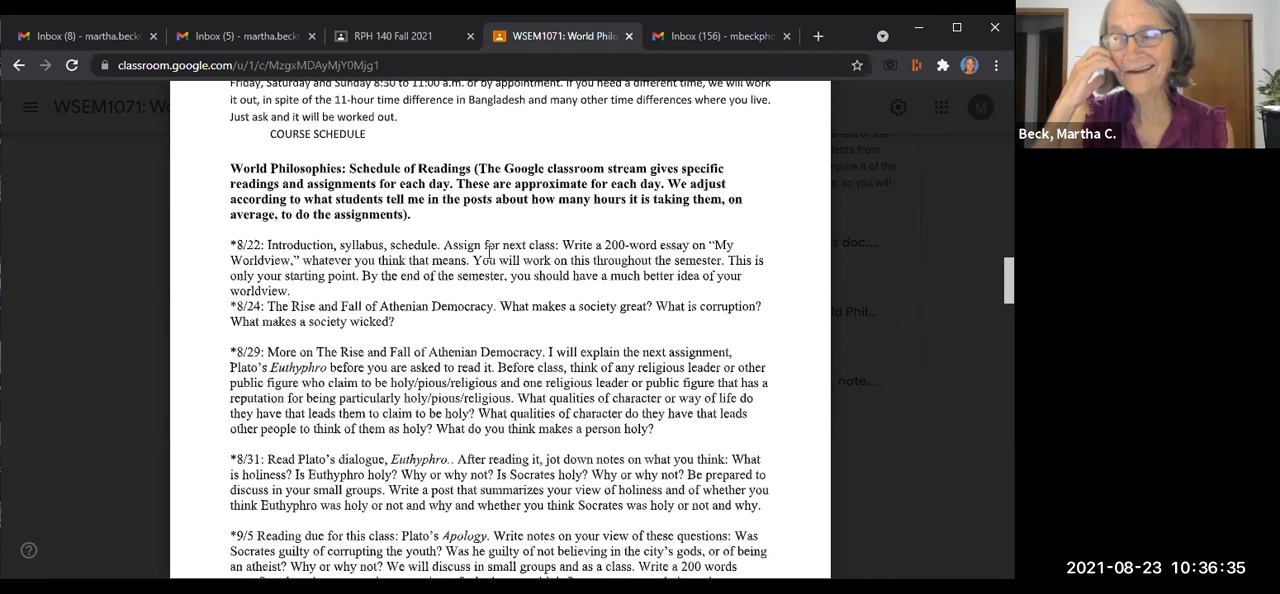 Inbox (8) - martha.beck
Inbox (5) - martha.beck
RPH 140 Fall 2021
WSEM1071: World Philo
Inbox (156) - mbeckph
classroom.google.com/u/1/c/MzgxMDAyMjY0Mjg1
WSEM1071: W
M
Friday, Saturday and Sunday 8:30 to 11:00 a.m. or by appointment. If you need a different time, we will work
it out, in spite of the 11-hour time difference in Bangladesh and many other time differences where you live.
Just ask and it will be worked out.
COURSE SCHEDULE
World Philosophies: Schedule of Readings (The Google classroom stream gives specific
readings and assignments for each day. These are approximate for each day. We adjust
according to what students tell me in the posts about how many hours it is taking them, on
average, to do the assignments).
*8/22: Introduction, syllabus, schedule. Assign for next class: Write a 200-word essay on “My
Worldview,” whatever you think that means. You will work on this throughout the semester. This is
only your starting point. By the end of the semester, you should have a much better idea of your
worldview.
*8/24: The Rise and Fall of Athenian Democracy. What makes a society great? What is corruption?
What makes a society wicked?
*8/29: More on The Rise and Fall of Athenian Democracy. I will explain the next assignment,
Plato’s Euthyphro before you are asked to read it. Before class, think of any religious leader or other
public figure who claim to be holy/pious/religious and one religious leader or public figure that has a
reputation for being particularly holy/pious/religious. What qualities of character or way of life do
they have that leads them to claim to be holy? What qualities of character do they have that leads
other people to think of them as holy? What do you think makes a person holy?
*8/31: Read Plato’s dialogue, Euthyphro.. After reading it, jot down notes on what you think: What
is holiness? Is Euthyphro holy? Why or why not? Is Socrates holy? Why or why not? Be prepared to
discuss in your small groups. Write a post that summarizes your view of holiness and of whether you
think Euthyphro was holy or not and why and whether you think Socrates was holy or not and why.
*9/5 Reading due for this class: Plato’s Apology. Write notes on your view of these questions: Was
Socrates guilty of corrupting the youth? Was he guilty of not believing in the city’s gods, or of being
an atheist? Why or why not? We will discuss in small groups and as a class. Write a 200 words
ents from
quire it of the
so you will
s doc...
ld Phil...
note...
Beck, Martha C.
2021-08-23 10:36:35